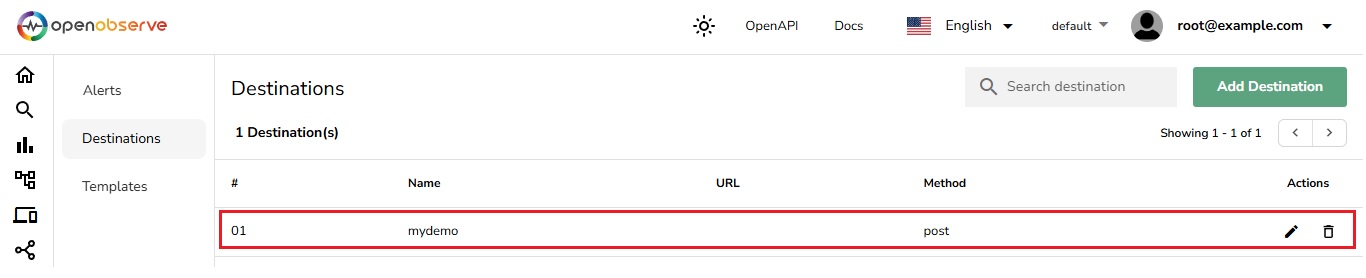 openobserve
OpenAPI
Docs
English
default
root@example.com
Alerts
Destinations
Templates
Destinations
Search destination
Add Destination
1 Destination(s)
Showing 1 - 1 of 1
# Name URL Method Actions
01 mydemo post